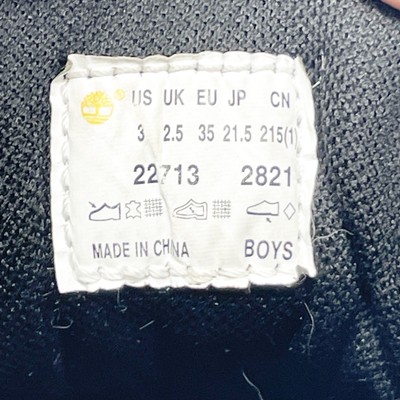 US UK EU JP CN
3 2.5 35 21.5 215(1)
22713 2821
MADE IN CHINA BOYS